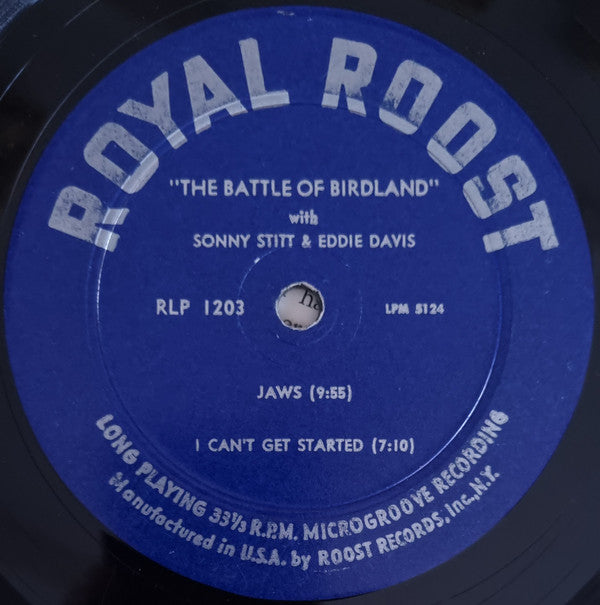 ROYAL ROOST
"THE BATTLE OF BIRDLAND"
with
SONNY STITT & EDDIE DAVIS
RLP 1203
LPM 5124
JAWS (9:55)
I CAN'T GET STARTED (7:10)
LONG PLAYING 33⅓ R.P.M. MICROGROOVE RECORDING
Manufactured in U.S.A. by ROOST RECORDS, Inc., N.Y.